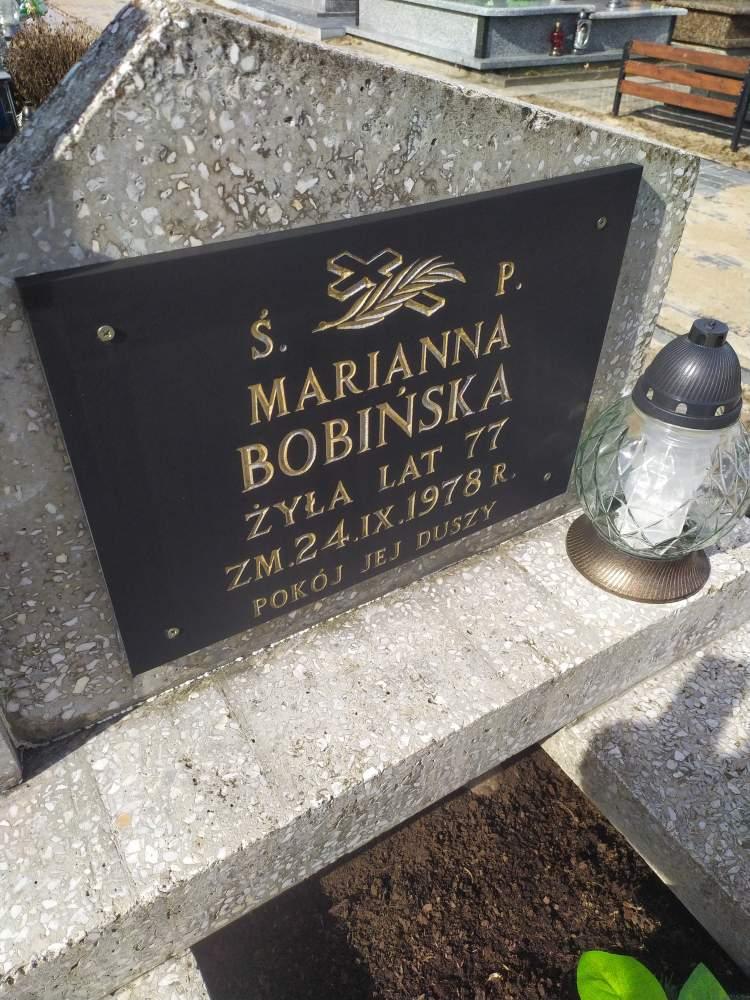 Ś. P.
MARIANNA
BOBIŃSKA
ŻYŁA LAT 77
ZM. 24.IX.1978 R.
POKÓJ JEJ DUSZY